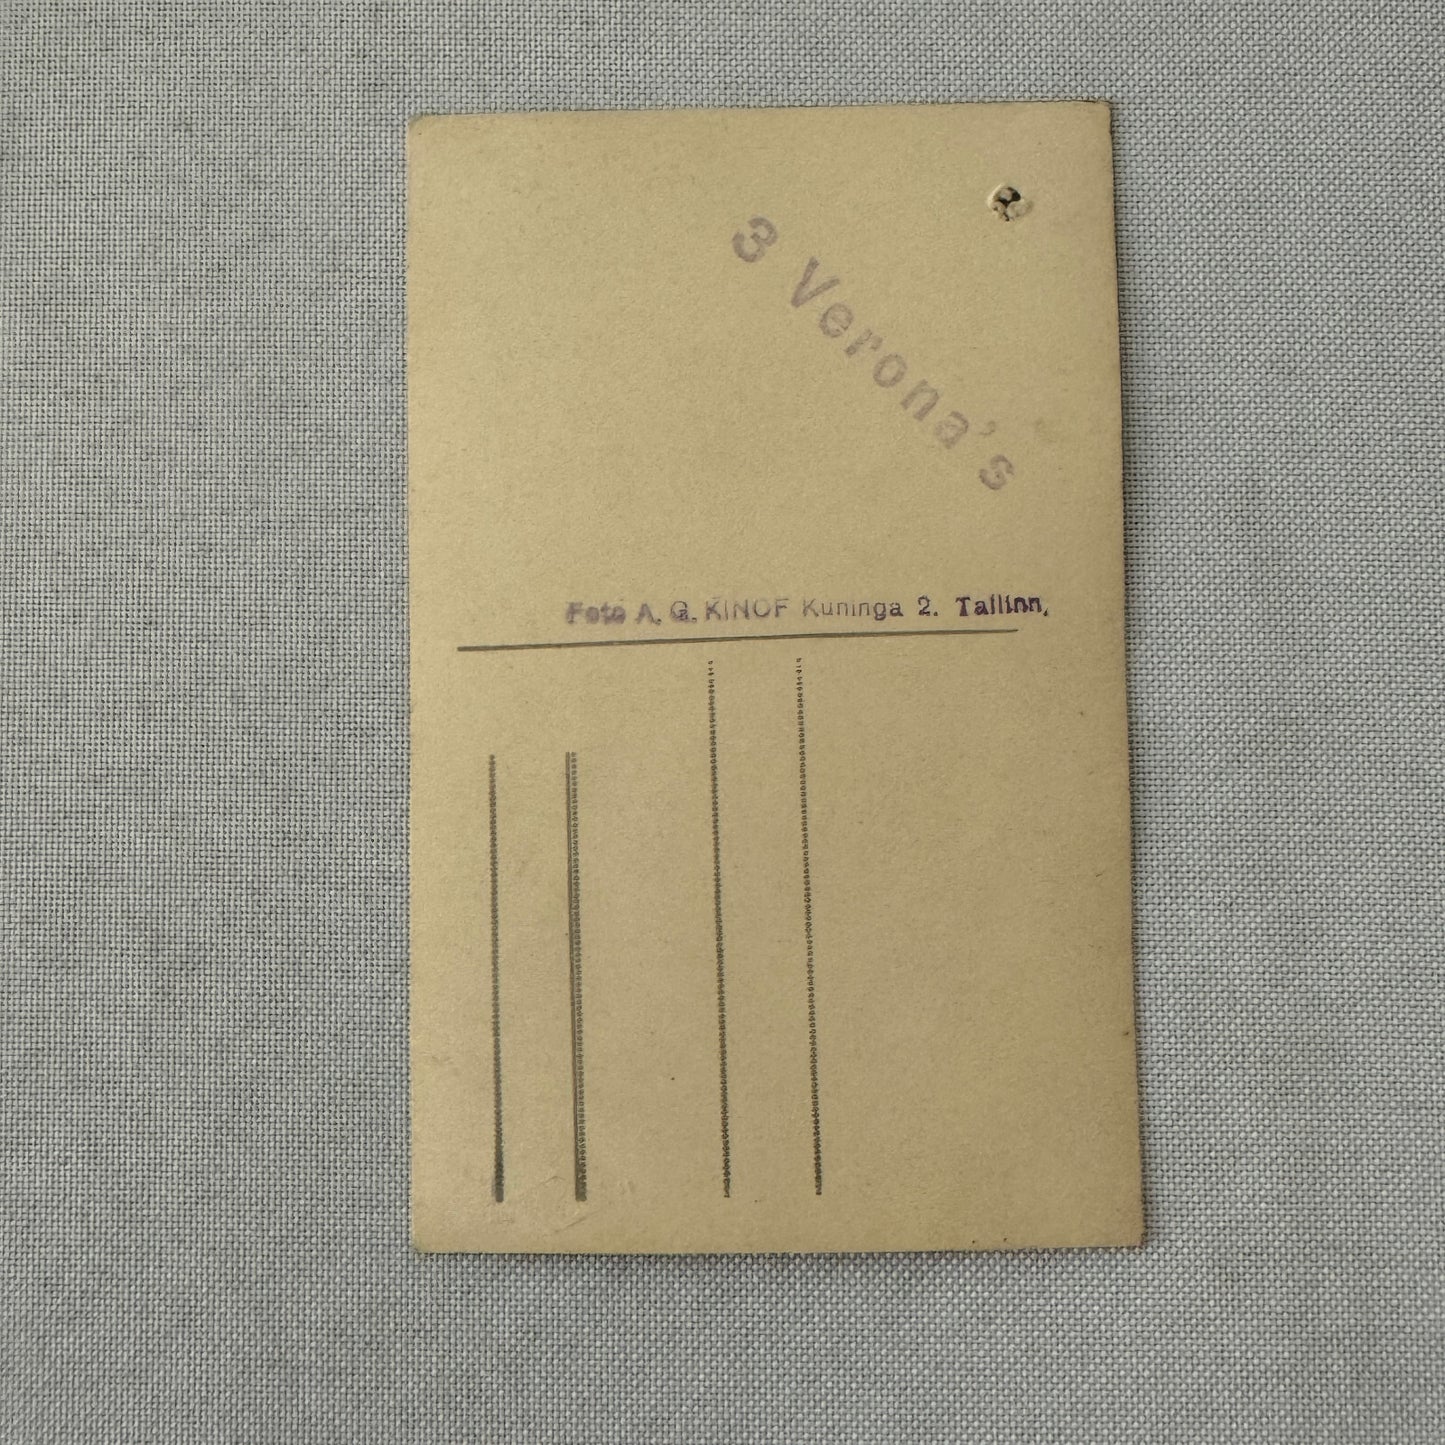 3 Verona's
Foto A. G. KINOF Kuninga 2. Tallinn.